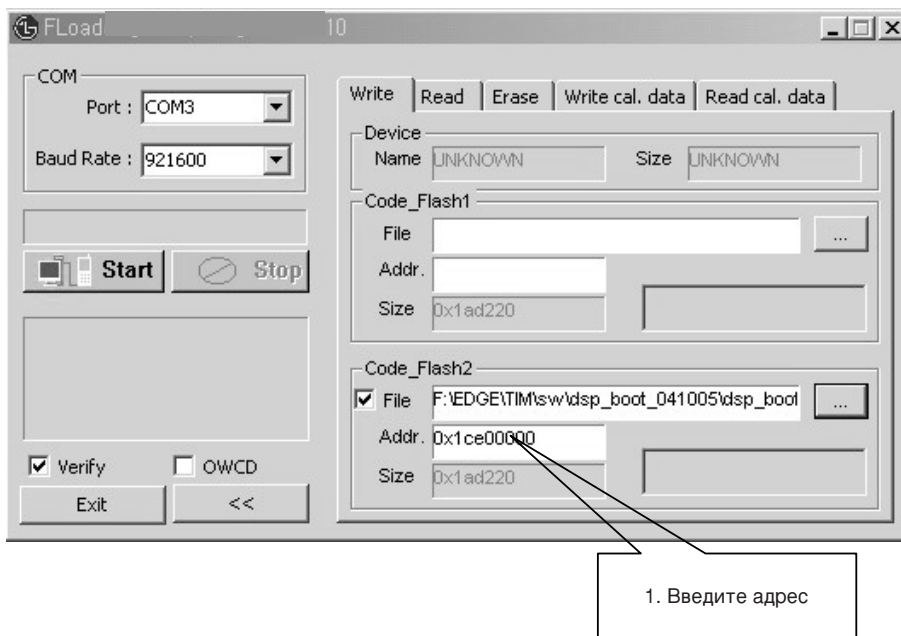 FLoad 10
COM
Port : COM3
Baud Rate : 921600
Start
Stop
Verify
OWCD
Exit
<<
Write
Read
Erase
Write cal. data
Read cal. data
Device
Name UNKNOWN
Size UNKNOWN
Code_Flash1
File
...
Addr.
Size 0x1ad220
Code_Flash2
File F:\EDGE\TIM\sw\dsp_boot_041005\dsp_boot
...
Addr. 0x1ce00000
Size 0x1ad220
1. Введите адрес